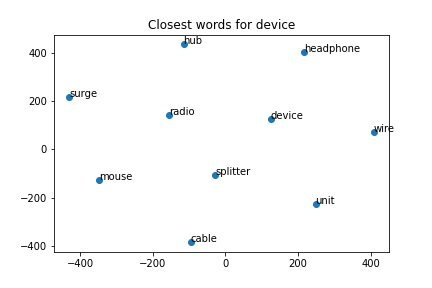 Closest words for device
hub
400
headphone
surge
200
radio
device
wire
0
mouse
splitter
−200
unit
cable
−400
−400 −200 0 200 400